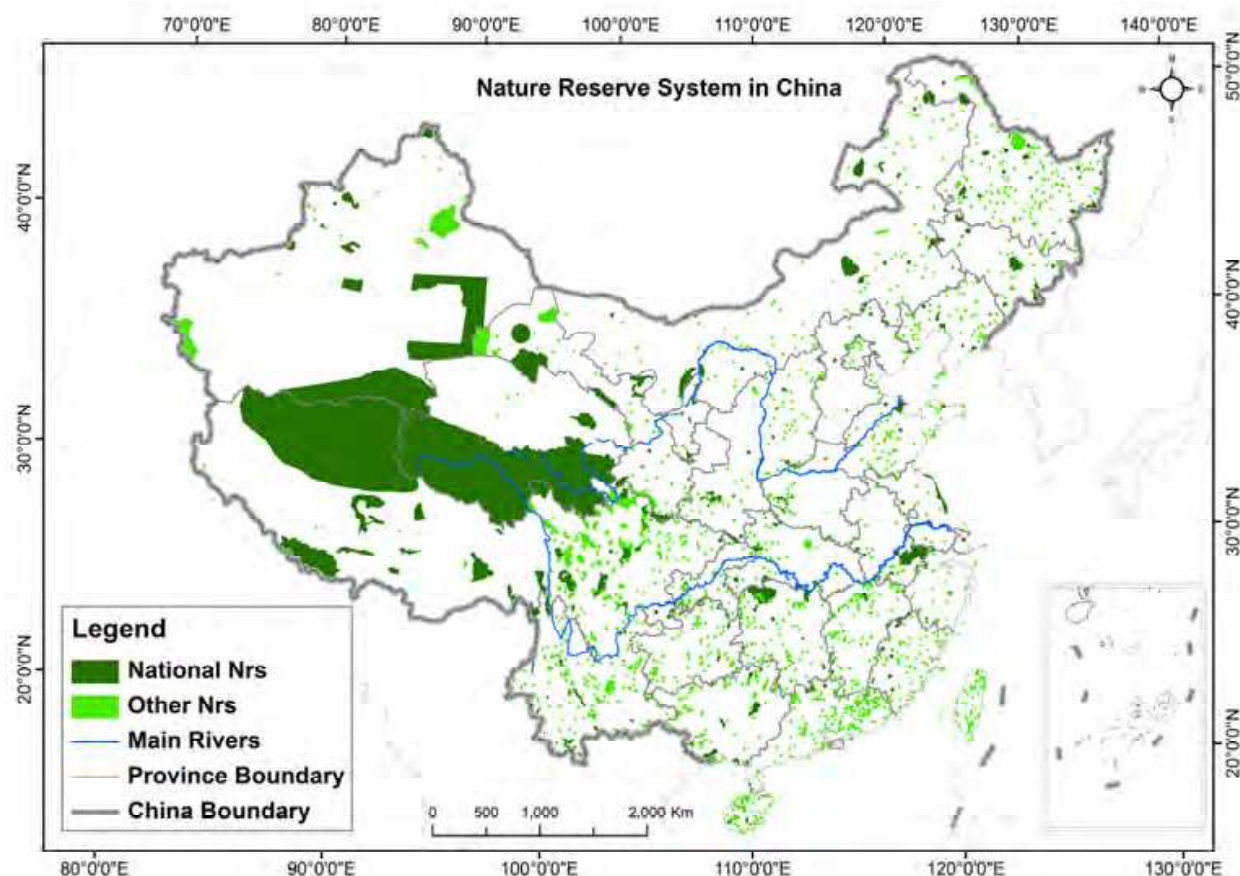 70°0'0"E 80°0'0"E 90°0'0"E 100°0'0"E 110°0'0"E 120°0'0"E 130°0'0"E 140°0'0"E
Nature Reserve System in China
50°0'0"N
40°0'0"N
40°0'0"N
30°0'0"N
30°0'0"N
20°0'0"N
20°0'0"N
Legend
National Nrs
Other Nrs
Main Rivers
Province Boundary
China Boundary
0 500 1,000 2,000 Km
80°0'0"E 90°0'0"E 100°0'0"E 110°0'0"E 120°0'0"E 130°0'0"E